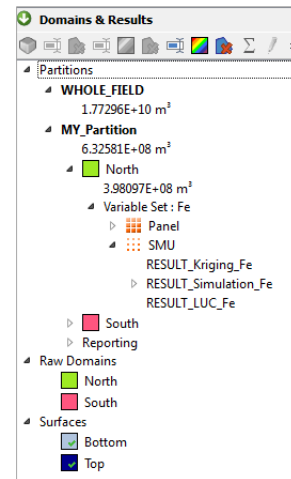 Domains & Results
Σ
Partitions
WHOLE_FIELD
1.77296E+10 m³
MY_Partition
6.32581E+08 m³
North
3.98097E+08 m³
Variable Set : Fe
Panel
SMU
RESULT_Kriging_Fe
RESULT_Simulation_Fe
RESULT_LUC_Fe
South
Reporting
Raw Domains
North
South
Surfaces
Bottom
Top